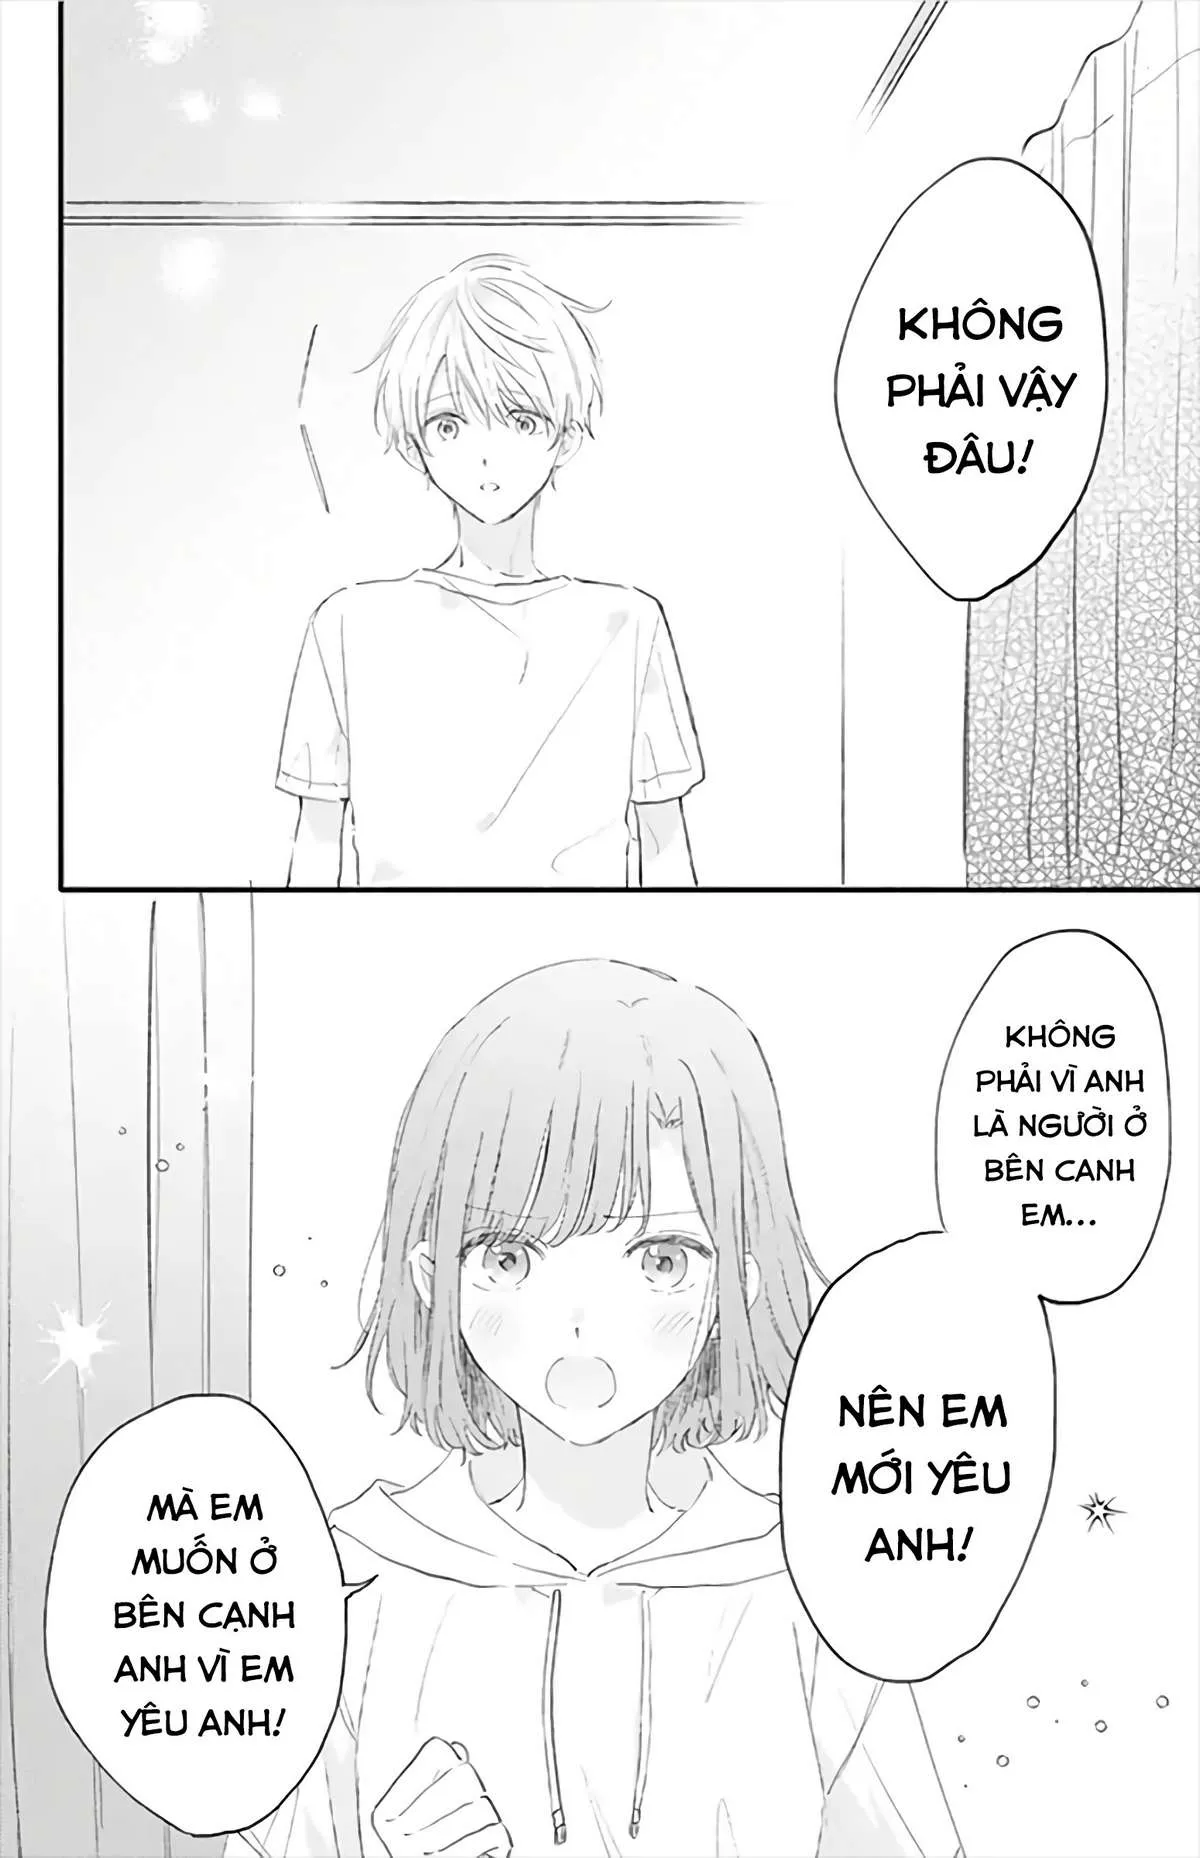 KHÔNG
PHẢI VẬY
ĐÂU!
KHÔNG
PHẢI VÌ ANH
LÀ NGƯỜI Ở
BÊN CANH
EM...
NÊN EM
MỚI YÊU
ANH!
MÀ EM
MUỐN Ở
BÊN CẠNH
ANH VÌ EM
YÊU ANH!